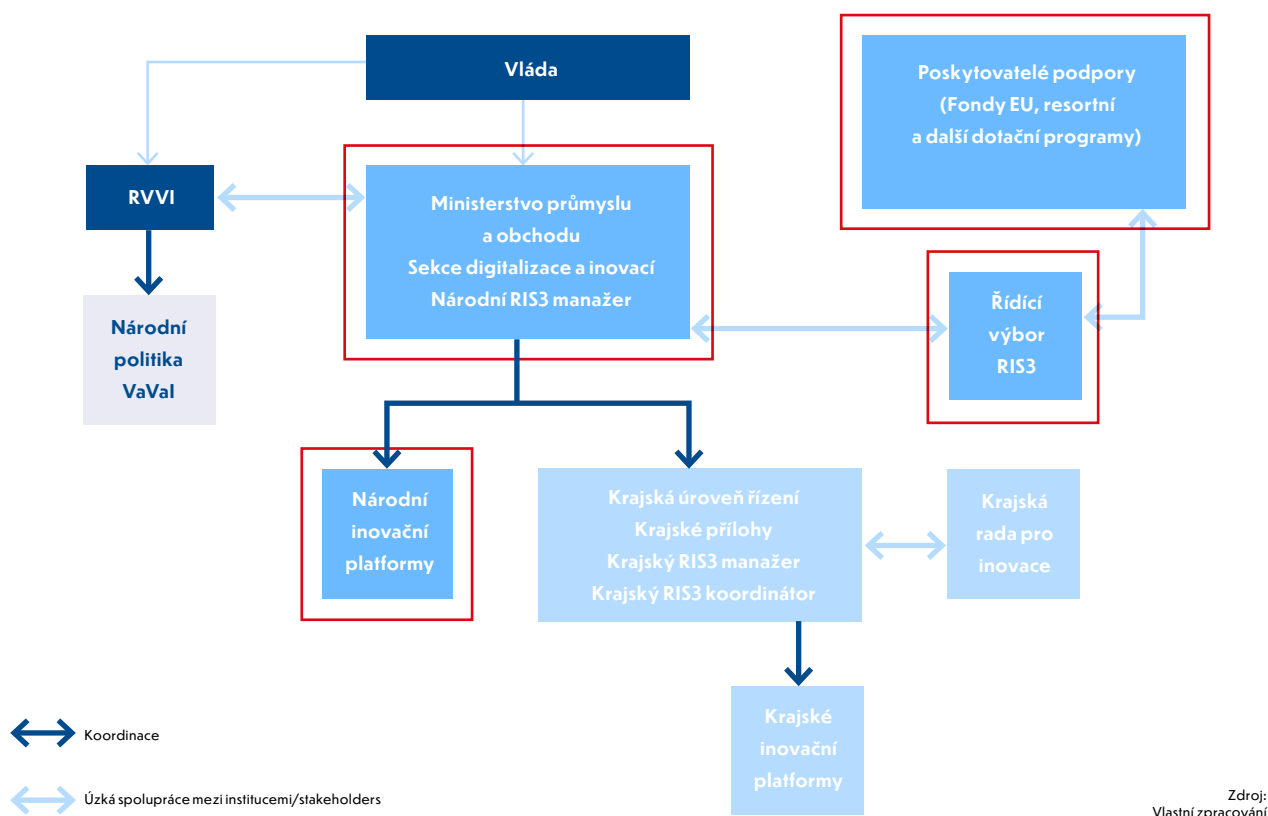 Vláda
Poskytovatelé podpory
(Fondy EU, resortní
a další dotační programy)
RVVI
Ministerstvo průmyslu
a obchodu
Sekce digitalizace a inovací
Národní RIS3 manažer
Národní
politika
VaVaI
Řídící
výbor
RIS3
Národní
inovační
platformy
Krajská úroveň řízení
Krajské přílohy
Krajský RIS3 manažer
Krajský RIS3 koordinátor
Krajská
rada pro
inovace
Krajské
inovační
platformy
Koordinace
Úzká spolupráce mezi institucemi/stakeholders
Zdroj:
Vlastní zpracování